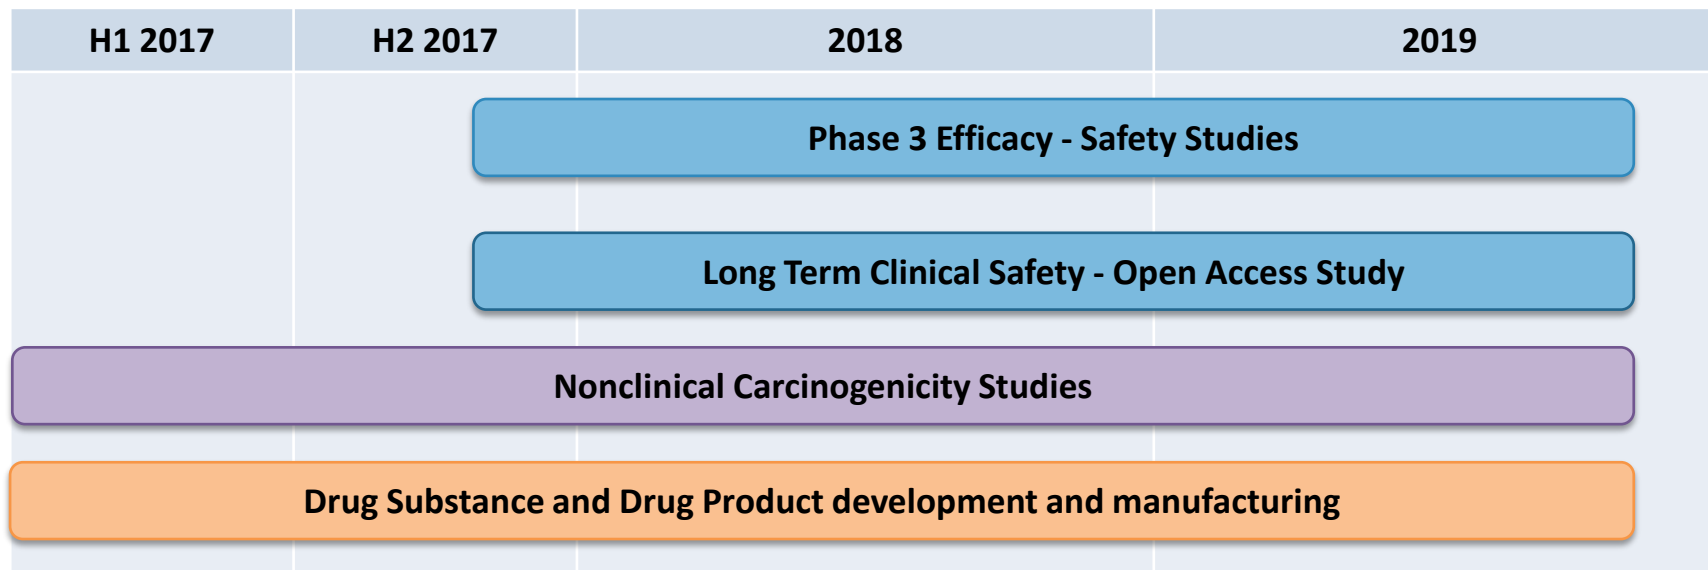 H1 2017
H2 2017
2018
2019
Phase 3 Efficacy - Safety Studies
Long Term Clinical Safety - Open Access Study
Nonclinical Carcinogenicity Studies
Drug Substance and Drug Product development and manufacturing